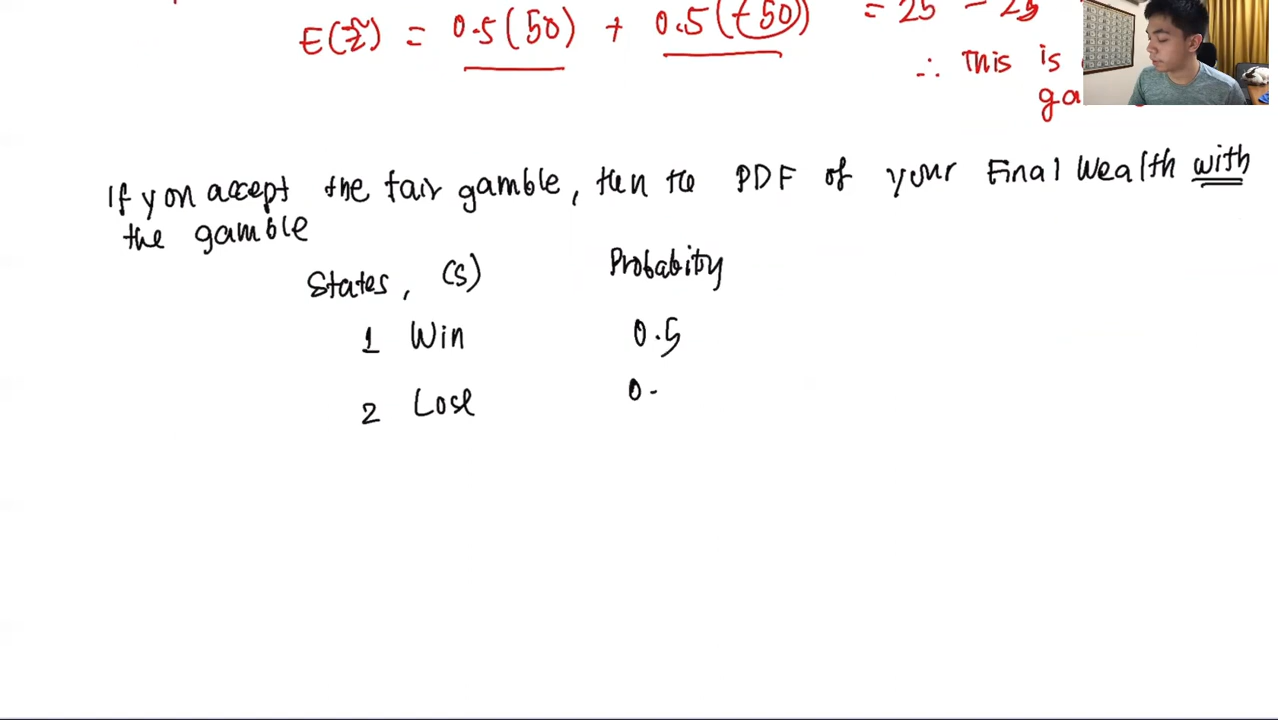 E(z̃) = 0.5(50) + 0.5(-50) = 25 - 25
∴ This is
ga
If you accept the fair gamble, then the PDF of your Final Wealth with
the gamble
States, (s) Probabity
1 Win 0.5
2 Lose 0.